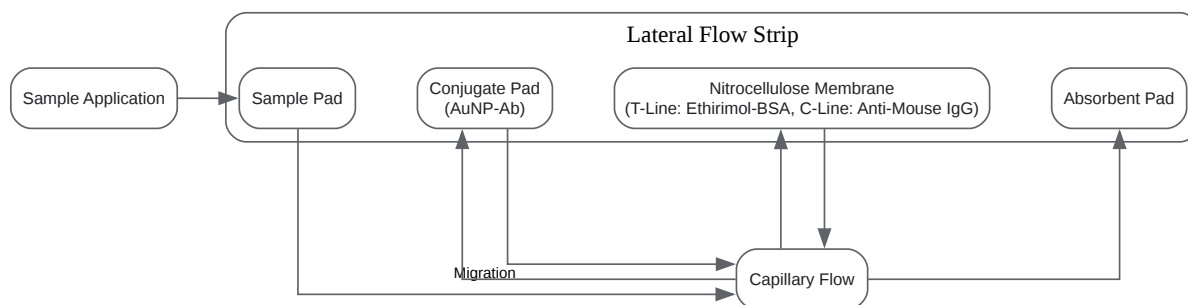 Lateral Flow Strip
Sample Application
Sample Pad
Conjugate Pad
(AuNP-Ab)
Nitrocellulose Membrane
(T-Line: Ethirimol-BSA, C-Line: Anti-Mouse IgG)
Absorbent Pad
Migration
Capillary Flow